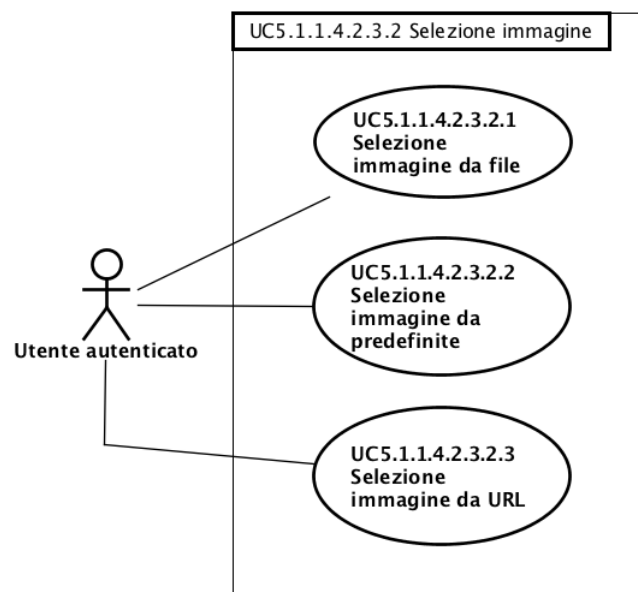 UC5.1.1.4.2.3.2 Selezione immagine
UC5.1.1.4.2.3.2.1
Selezione
immagine da file
UC5.1.1.4.2.3.2.2
Selezione
immagine da
predefinite
Utente autenticato
UC5.1.1.4.2.3.2.3
Selezione
immagine da URL